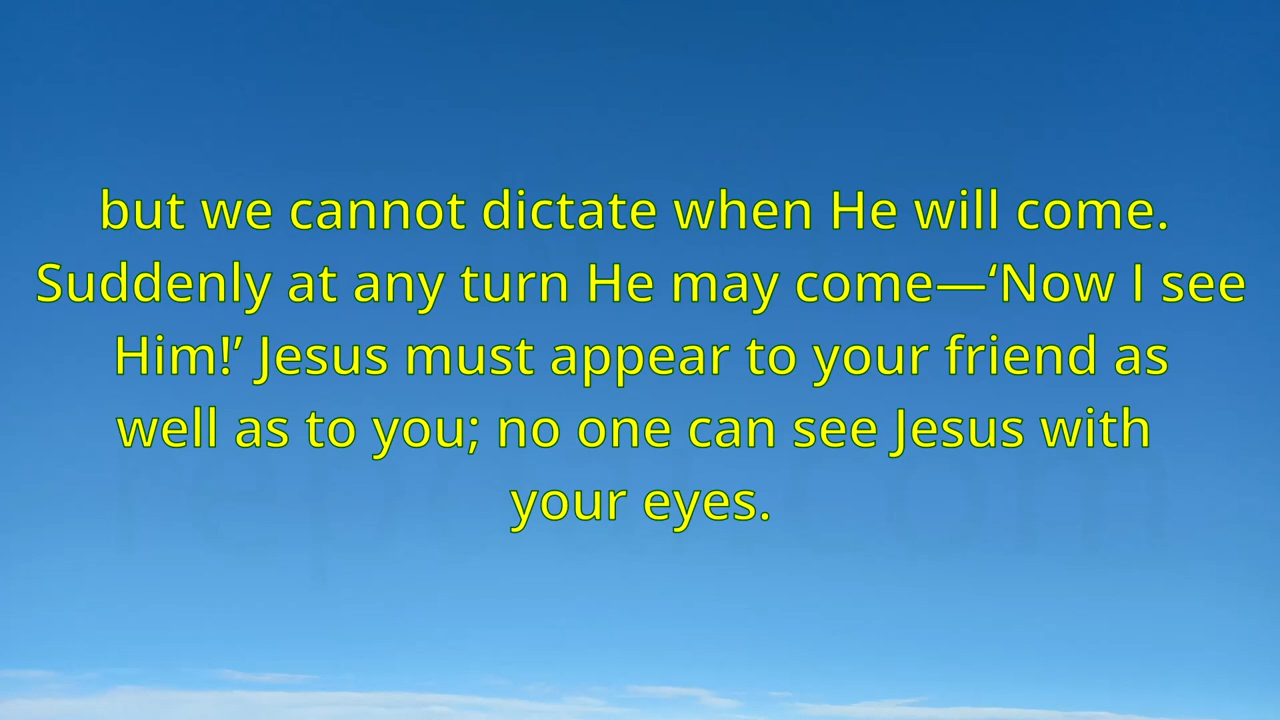 but we cannot dictate when He will come.
Suddenly at any turn He may come—‘Now I see
Him!’ Jesus must appear to your friend as
well as to you; no one can see Jesus with
your eyes.